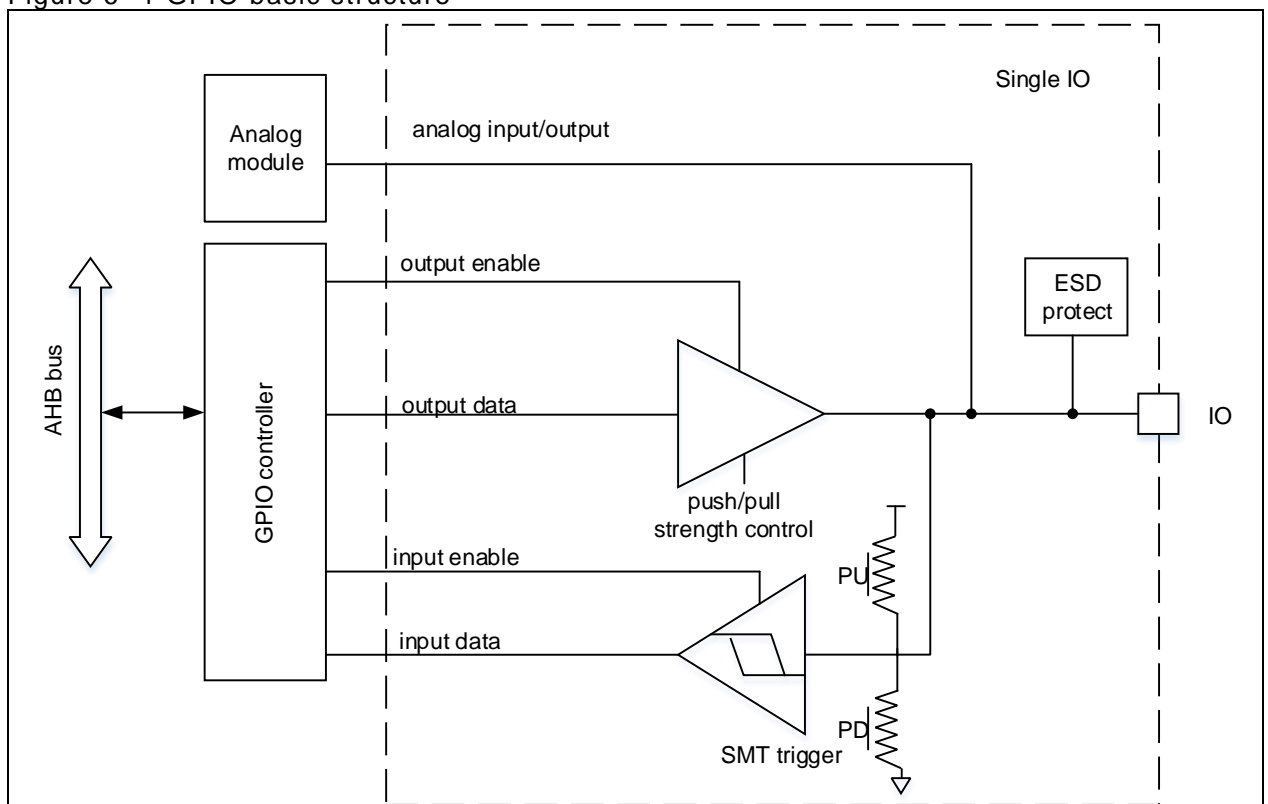 Single IO
Analog
module
analog input/output
output enable
ESD
protect
AHB bus
GPIO controller
output data
IO
push/pull
strength control
input enable
PU
input data
PD
SMT trigger